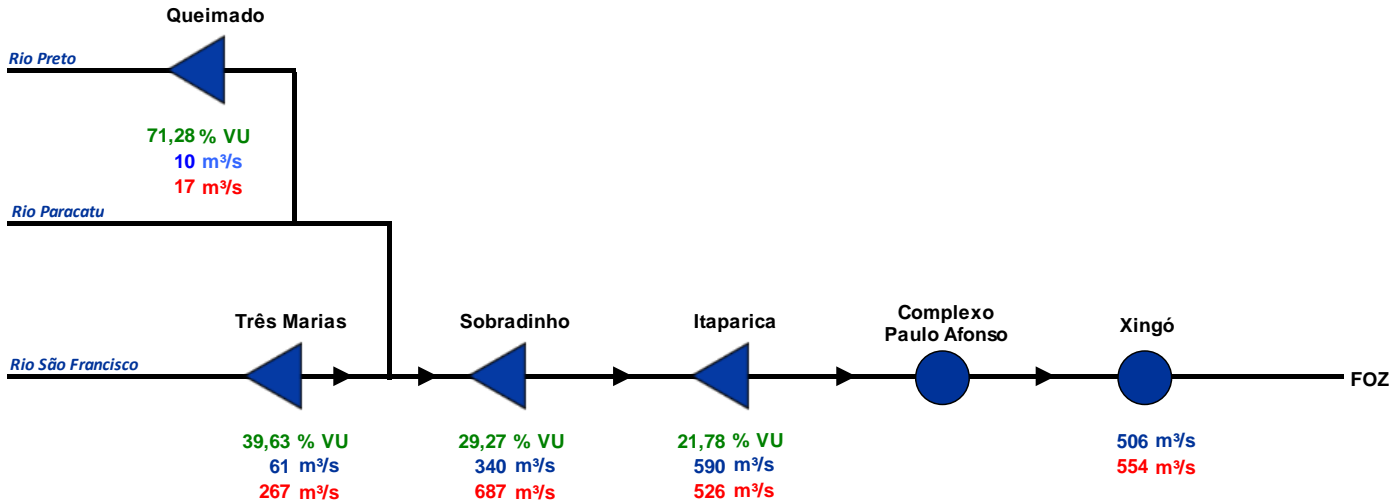 Queimado
Rio Preto
71,28 % VU
10 m³/s
17 m³/s
Rio Paracatu
Três Marias
Sobradinho
Itaparica
Complexo
Paulo Afonso
Xingó
Rio São Francisco
FOZ
39,63 % VU
61 m³/s
267 m³/s
29,27 % VU
340 m³/s
687 m³/s
21,78 % VU
590 m³/s
526 m³/s
506 m³/s
554 m³/s